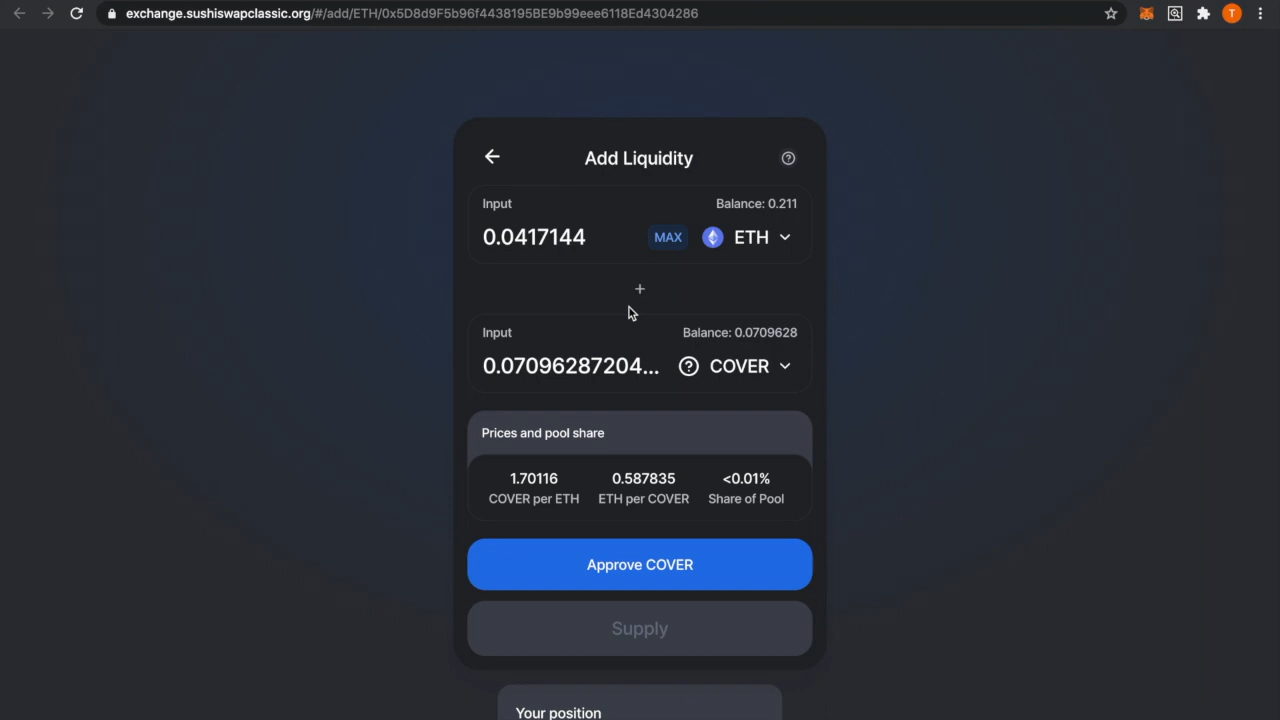 exchange.sushiswapclassic.org/#/add/ETH/0x5D8d9F5b96f4438195BE9b99eee6118Ed4304286
T
Add Liquidity
Input Balance: 0.211
0.0417144 MAX ETH
+
Input Balance: 0.0709628
0.07096287204... ? COVER
Prices and pool share
1.70116 0.587835 <0.01%
COVER per ETH ETH per COVER Share of Pool
Approve COVER
Supply
Your position